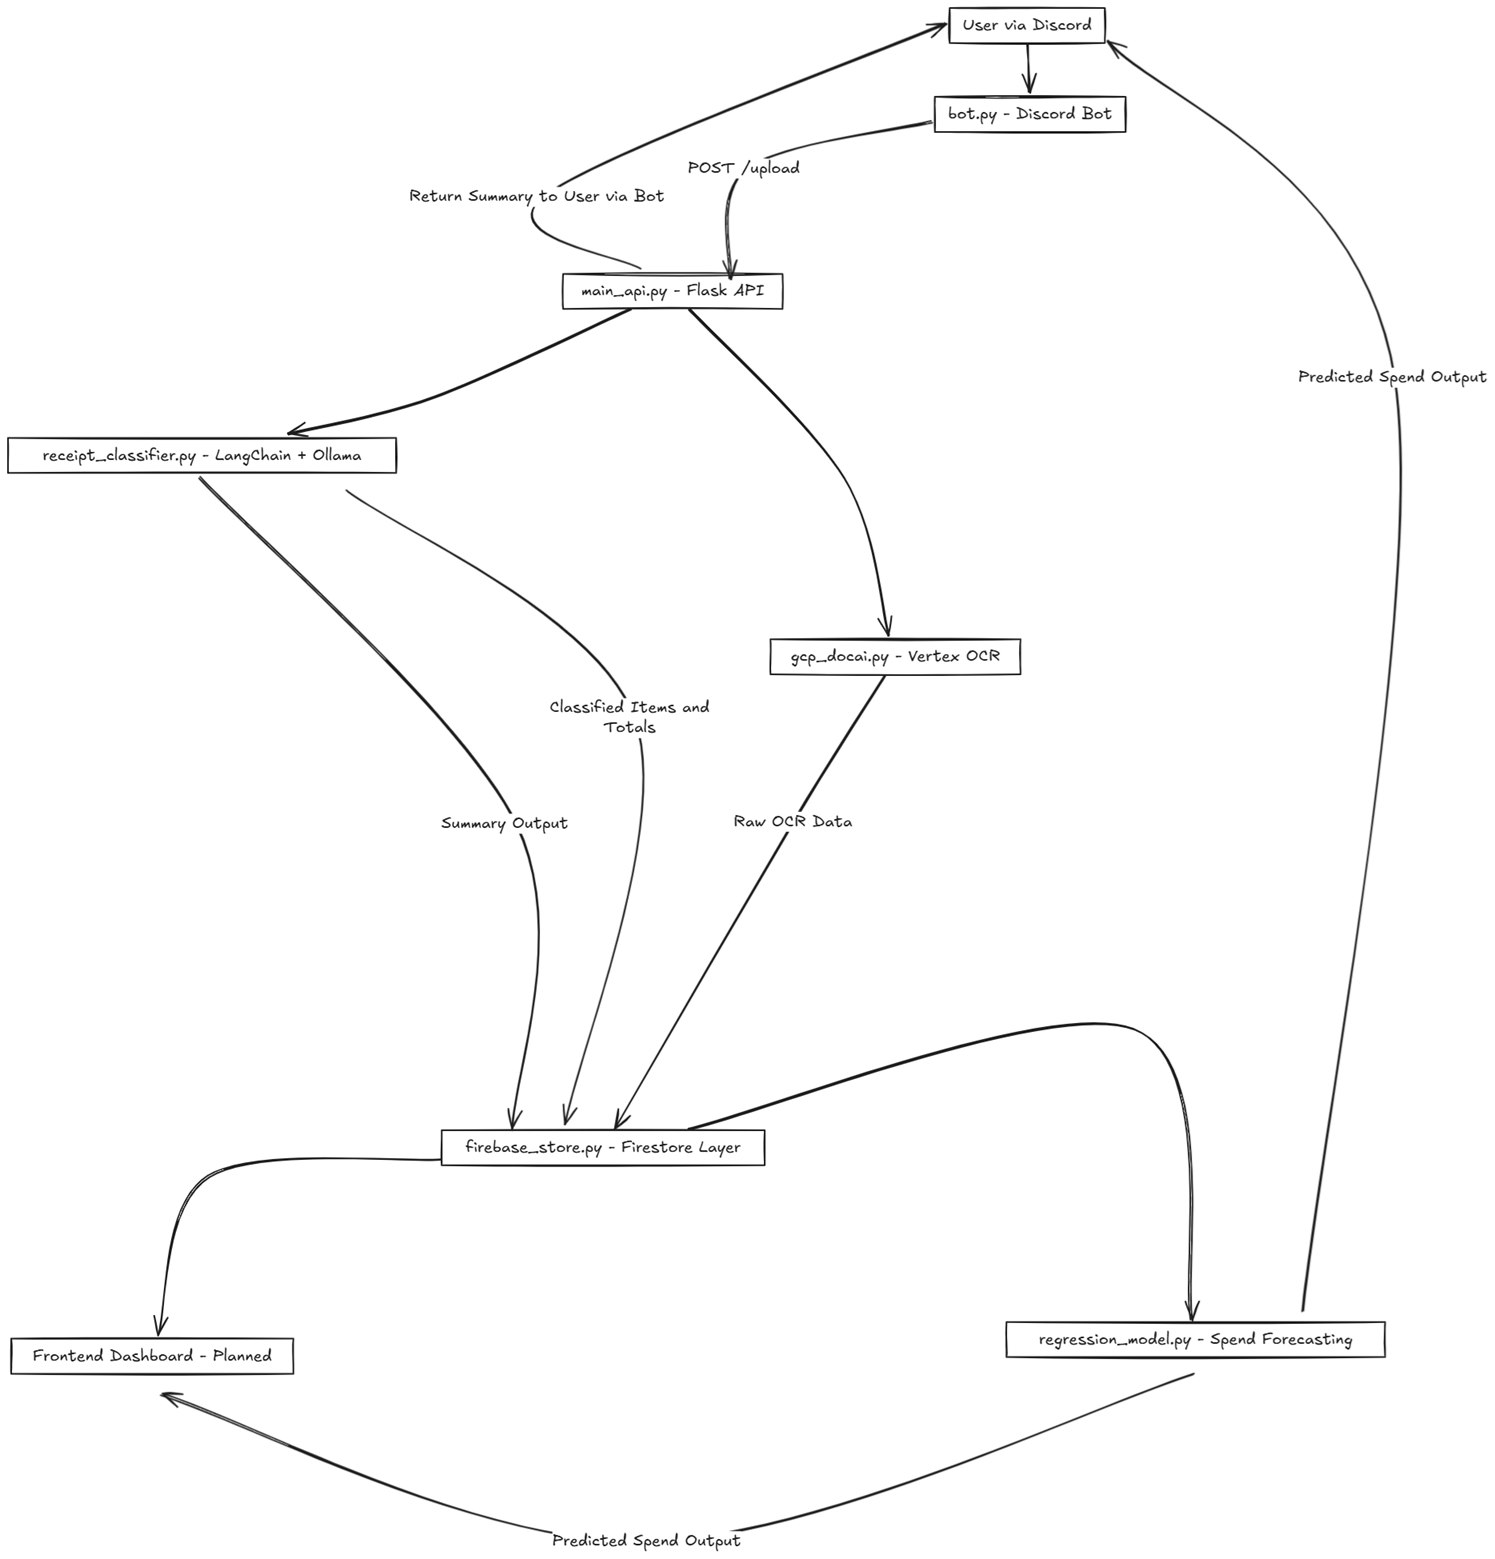 User via Discord
bot.py - Discord Bot
POST /upload
Return Summary to User via Bot
main_api.py - Flask API
Predicted Spend Output
receipt_classifier.py - LangChain + Ollama
gcp_docai.py - Vertex OCR
Classified Items and
Totals
Summary Output
Raw OCR Data
firebase_store.py - Firestore Layer
regression_model.py - Spend Forecasting
Frontend Dashboard - Planned
Predicted Spend Output